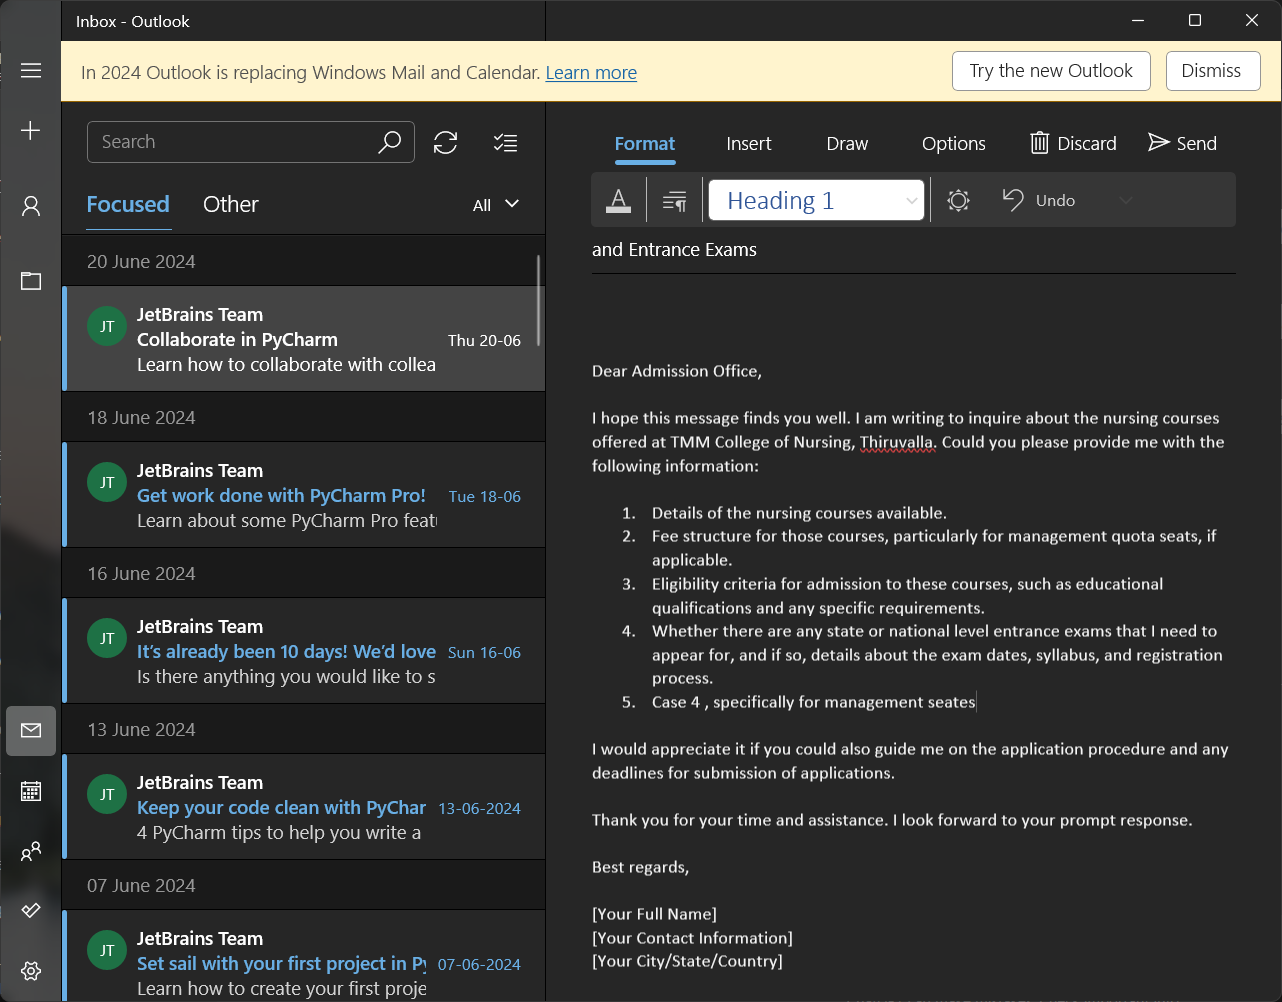 Inbox - Outlook
In 2024 Outlook is replacing Windows Mail and Calendar. Learn more
Try the new Outlook
Dismiss
Search
Focused
Other
All
20 June 2024
JT
JetBrains Team
Collaborate in PyCharm
Thu 20-06
Learn how to collaborate with collea
18 June 2024
JT
JetBrains Team
Get work done with PyCharm Pro!
Tue 18-06
Learn about some PyCharm Pro featu
16 June 2024
JT
JetBrains Team
It’s already been 10 days! We’d love
Sun 16-06
Is there anything you would like to s
13 June 2024
JT
JetBrains Team
Keep your code clean with PyChar
13-06-2024
4 PyCharm tips to help you write a
07 June 2024
JT
JetBrains Team
Set sail with your first project in Py
07-06-2024
Learn how to create your first proje
Format
Insert
Draw
Options
Discard
Send
A
Heading 1
Undo
and Entrance Exams
Dear Admission Office,
I hope this message finds you well. I am writing to inquire about the nursing courses
offered at TMM College of Nursing, Thiruvalla. Could you please provide me with the
following information:
1. Details of the nursing courses available.
2. Fee structure for those courses, particularly for management quota seats, if
applicable.
3. Eligibility criteria for admission to these courses, such as educational
qualifications and any specific requirements.
4. Whether there are any state or national level entrance exams that I need to
appear for, and if so, details about the exam dates, syllabus, and registration
process.
5. Case 4 , specifically for management seates
I would appreciate it if you could also guide me on the application procedure and any
deadlines for submission of applications.
Thank you for your time and assistance. I look forward to your prompt response.
Best regards,
[Your Full Name]
[Your Contact Information]
[Your City/State/Country]